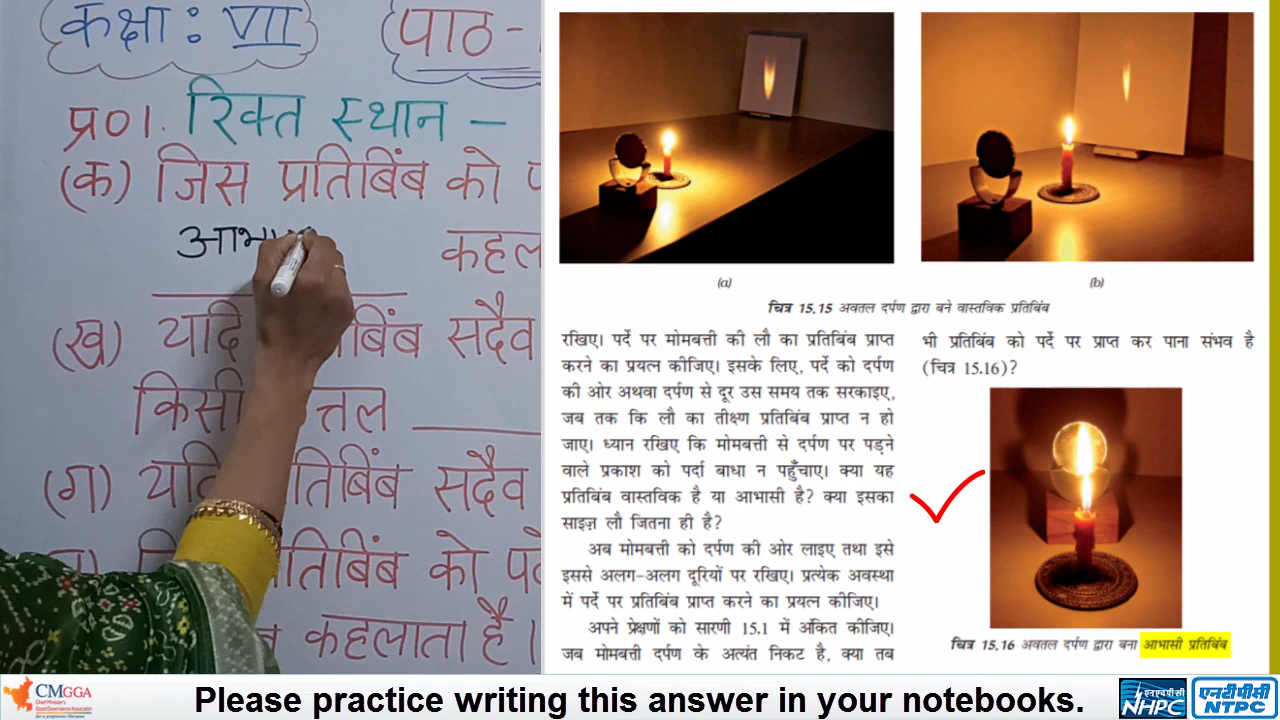 कक्षा : VII
पाठ-
प्र०1. रिक्त स्थान –
(क) जिस प्रतिबिंब को
आभा
कहल
(ख) यदि
बिंब सदैव
किसी
त्तल
(ग)
तिबिंब सदैव
तिबिंब को
कहलाता है।
(a)
(b)
चित्र 15.15 अवतल दर्पण द्वारा बने वास्तविक प्रतिबिंब
रखिए। पर्दे पर मोमबत्ती की लौ का प्रतिबिंब प्राप्त
करने का प्रयत्न कीजिए। इसके लिए, पर्दे को दर्पण
की ओर अथवा दर्पण से दूर उस समय तक सरकाइए,
जब तक कि लौ का तीक्ष्ण प्रतिबिंब प्राप्त न हो
जाए। ध्यान रखिए कि मोमबत्ती से दर्पण पर पड़ने
वाले प्रकाश को पर्दा बाधा न पहुँचाए। क्या यह
प्रतिबिंब वास्तविक है या आभासी है? क्या इसका
साइज़ लौ जितना ही है?
अब मोमबत्ती को दर्पण की ओर लाइए तथा इसे
इससे अलग-अलग दूरियों पर रखिए। प्रत्येक अवस्था
में पर्दे पर प्रतिबिंब प्राप्त करने का प्रयत्न कीजिए।
अपने प्रेक्षणों को सारणी 15.1 में अंकित कीजिए।
जब मोमबत्ती दर्पण के अत्यंत निकट है, क्या तब
भी प्रतिबिंब को पर्दे पर प्राप्त कर पाना संभव है
(चित्र 15.16)?
चित्र 15.16 अवतल दर्पण द्वारा बना आभासी प्रतिबिंब
CMGGA
Chief Minister's
Good Governance Associates
Please practice writing this answer in your notebooks.
एनएचपीसी
NHPC
एनटीपीसी
NTPC